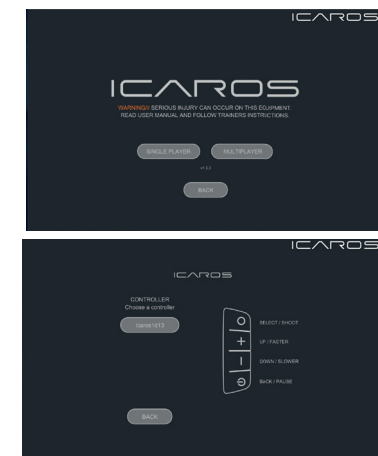 ICAROS
ICAROS
WARNING// SERIOUS INJURY CAN OCCUR ON THIS EQUIPMENT.
READ USER MANUAL AND FOLLOW TRAINERS INSTRUCTIONS.
SINGLE PLAYER
MULTIPLAYER
BACK
ICAROS
ICAROS
CONTROLLER
Choose a controller
SELECT / SHOOT
UP / FASTER
DOWN / SLOWER
BACK / PAUSE
BACK